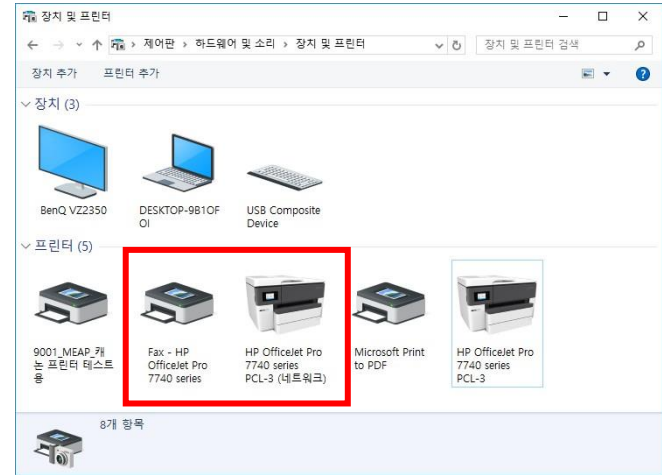 장치 및 프린터
제어판 › 하드웨어 및 소리 › 장치 및 프린터
장치 및 프린터 검색
장치 추가 프린터 추가
장치 (3)
BenQ VZ2350
DESKTOP-9B1OF
OI
USB Composite
Device
프린터 (5)
9001_MEAP_캐
논 프린터 테스트
용
Fax - HP
OfficeJet Pro
7740 series
HP OfficeJet Pro
7740 series
PCL-3 (네트워크)
Microsoft Print
to PDF
HP OfficeJet Pro
7740 series
PCL-3
8개 항목